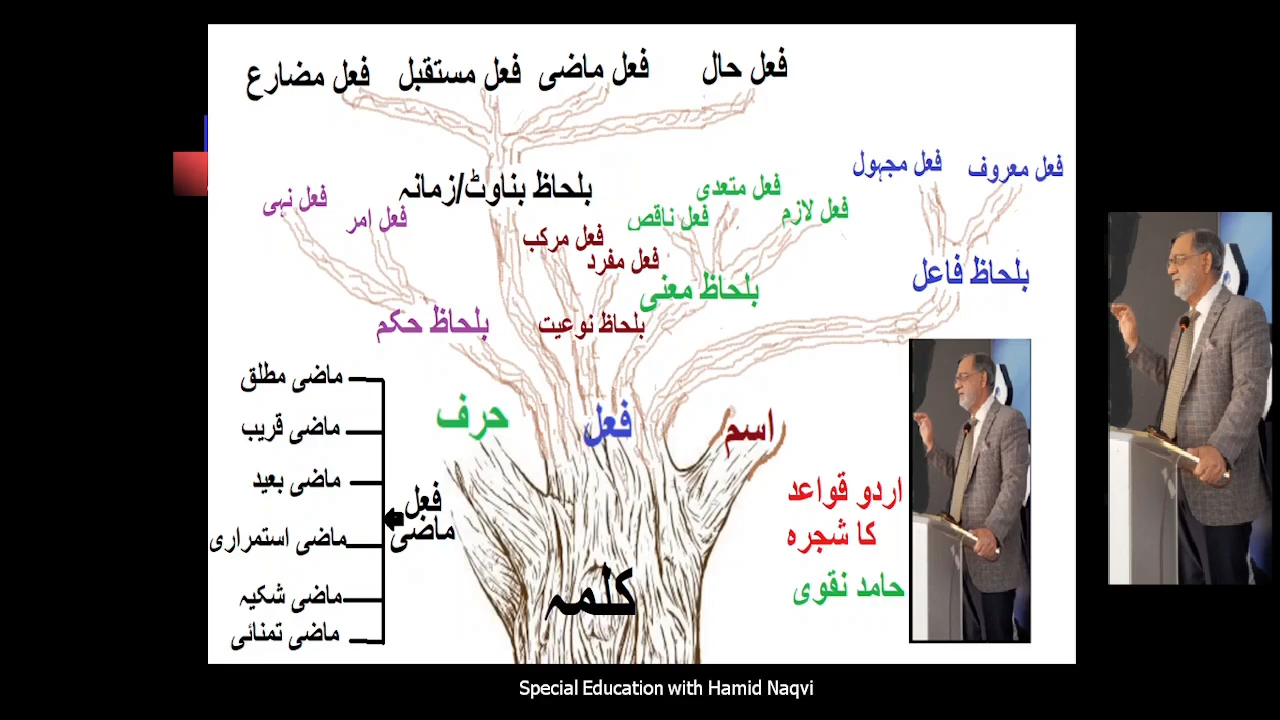 فعل حال
فعل ماضی
فعل مستقبل
فعل مضارع
فعل معروف
فعل مجہول
فعل متعدی
فعل لازم
فعل ناقص
بلحاظ بناوٹ/زمانہ
فعل نہی
فعل امر
فعل مرکب
فعل مفرد
بلحاظ فاعل
بلحاظ معنی
بلحاظ نوعیت
بلحاظ حکم
اسم
فعل
حرف
ماضی مطلق
ماضی قریب
ماضی بعید
ماضی استمراری
ماضی شکیہ
ماضی تمنائی
فعل
ماضی
اردو قواعد
کا شجرہ
حامد نقوی
کلمہ
Special Education with Hamid Naqvi